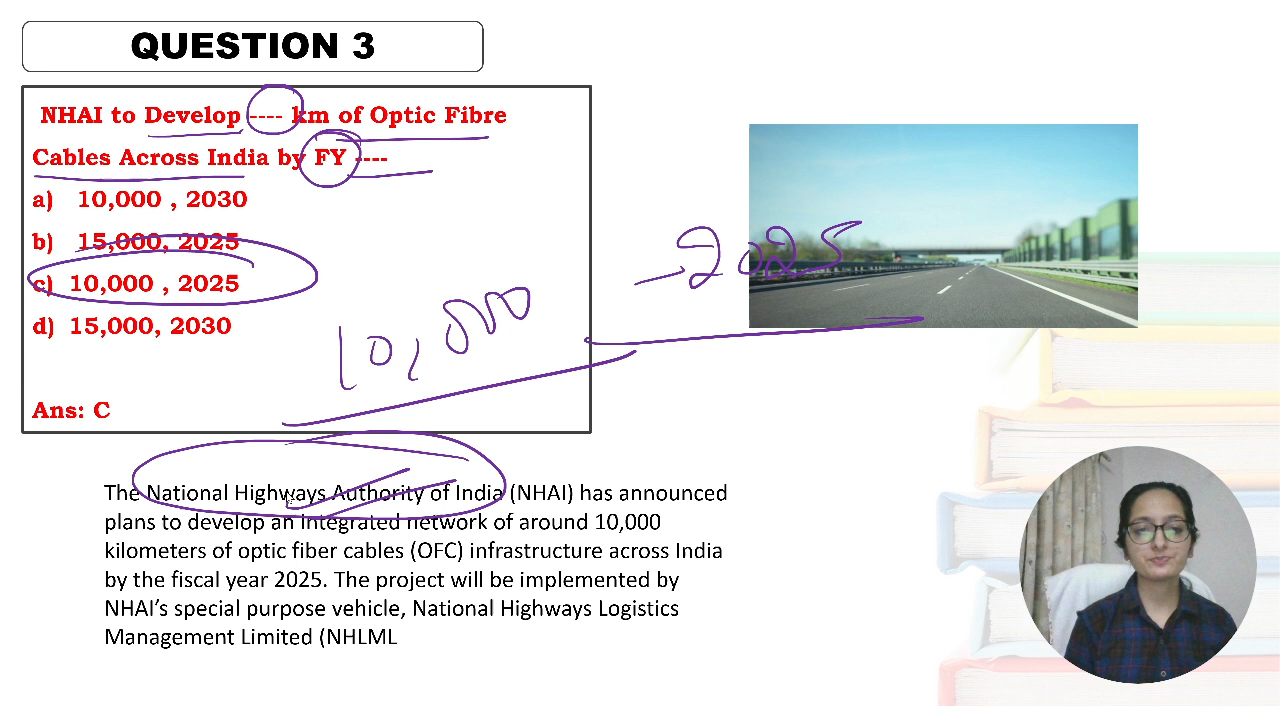 QUESTION 3
NHAI to Develop ---- km of Optic Fibre
Cables Across India by FY ----
a) 10,000 , 2030
b) 15,000, 2025
c) 10,000 , 2025
d) 15,000, 2030
10,000 - 2025
Ans: C
The National Highways Authority of India (NHAI) has announced
plans to develop an integrated network of around 10,000
kilometers of optic fiber cables (OFC) infrastructure across India
by the fiscal year 2025. The project will be implemented by
NHAI’s special purpose vehicle, National Highways Logistics
Management Limited (NHLML